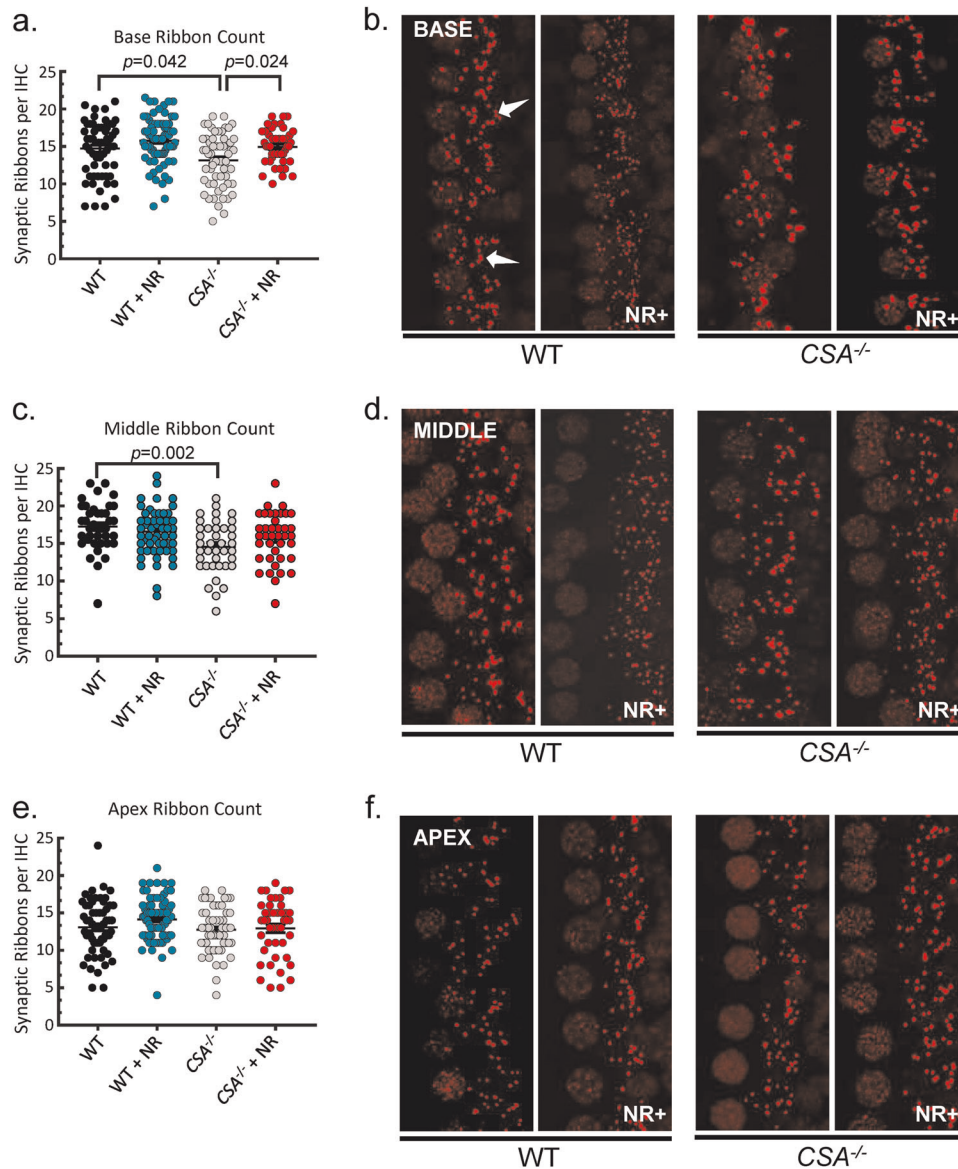 a.
Base Ribbon Count
p=0.042
p=0.024
Synaptic Ribbons per IHC
25
20
15
10
5
0
WT
WT + NR
CSA-/-
CSA-/- + NR
b.
BASE
NR+
NR+
WT
CSA-/-
c.
Middle Ribbon Count
p=0.002
Synaptic Ribbons per IHC
25
20
15
10
5
0
WT
WT + NR
CSA-/-
CSA-/- + NR
d.
MIDDLE
NR+
NR+
WT
CSA-/-
e.
Apex Ribbon Count
Synaptic Ribbons per IHC
25
20
15
10
5
0
WT
WT + NR
CSA-/-
CSA-/- + NR
f.
APEX
NR+
NR+
WT
CSA-/-